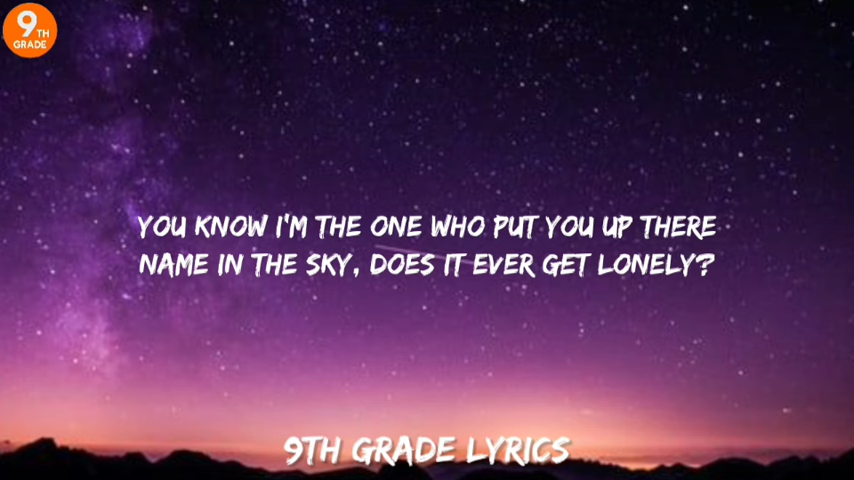 9TH
GRADE
YOU KNOW I'M THE ONE WHO PUT YOU UP THERE
NAME IN THE SKY, DOES IT EVER GET LONELY?
9TH GRADE LYRICS